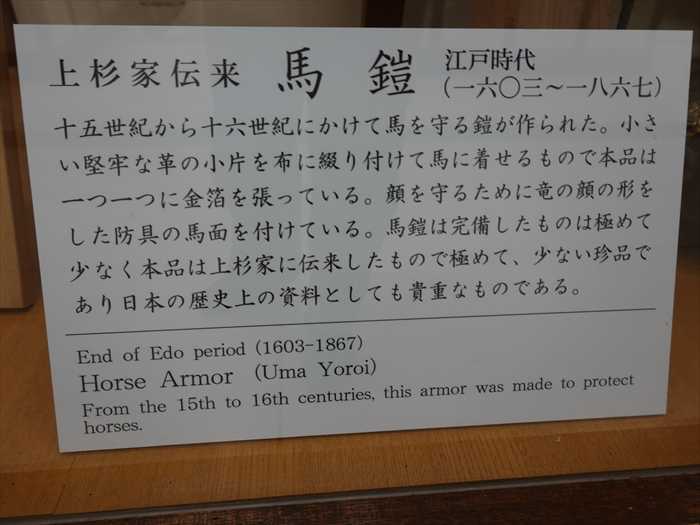 上杉家伝来 馬鎧 江戸時代
(一六〇三~一八六七)
十五世紀から十六世紀にかけて馬を守る鎧が作られた。小さ
い堅牢な革の小片を布に綴り付けて馬に着せるもので本品は
一つ一つに金箔を張っている。顔を守るために竜の顔の形を
した防具の馬面を付けている。馬鎧は完備したものは極めて
少なく本品は上杉家に伝来したもので極めて、少ない珍品で
あり日本の歴史上の資料としても貴重なものである。
End of Edo period (1603-1867)
Horse Armor (Uma Yoroi)
From the 15th to 16th centuries, this armor was made to protect
horses.